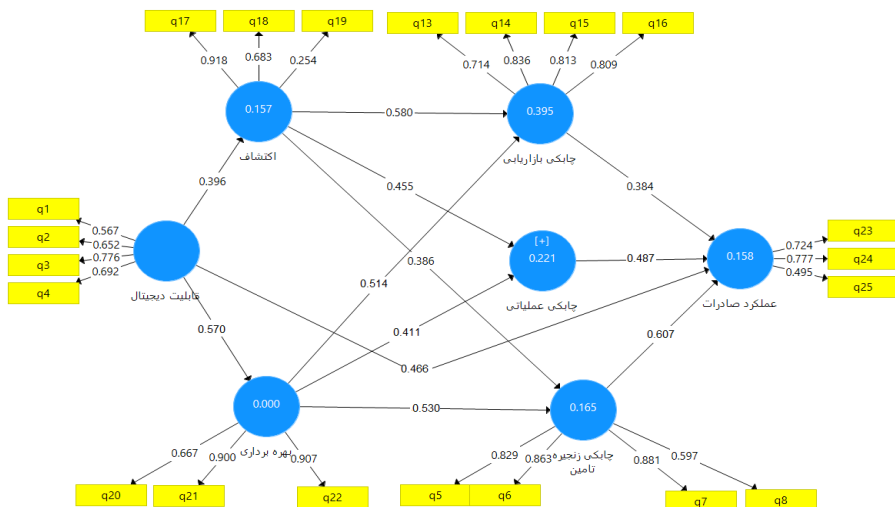 q17
q18
q19
q13
q14
q15
q16
0.918
0.683
0.254
0.714
0.836
0.813
0.809
0.157
0.580
0.395
اکتشاف
چابکی بازاریابی
0.396
0.455
0.384
q1
q2
q3
q4
0.567
0.652
0.776
0.692
قابلیت دیجیتال
0.386
0.514
[+]
0.221
چابکی عملیاتی
0.487
0.158
عملکرد صادرات
0.724
0.777
0.495
q23
q24
q25
0.570
0.411
0.466
0.607
0.000
0.530
0.165
بهره برداری
چابکی زنجیره
تامین
0.667
0.900
0.907
0.829
0.863
0.881
0.597
q20
q21
q22
q5
q6
q7
q8